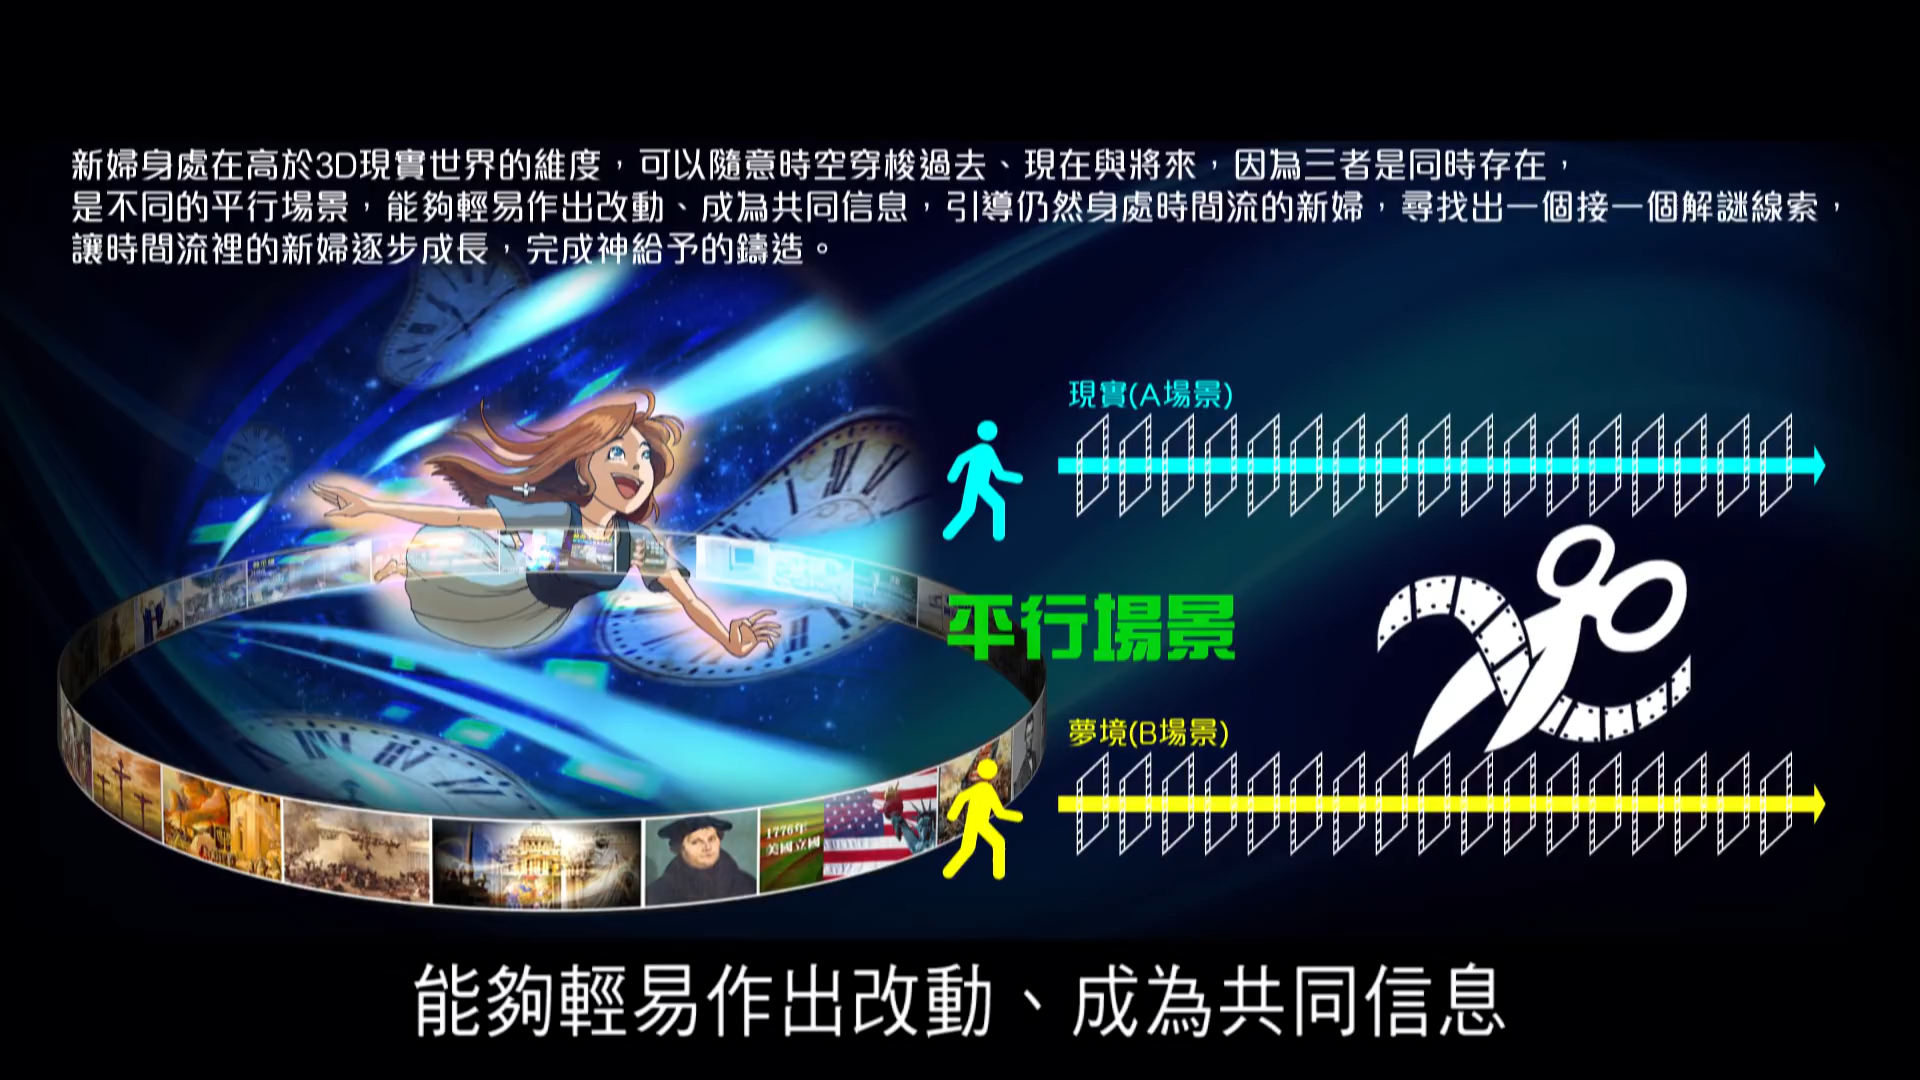 新婦身處在高於3D現實世界的維度，可以隨意時空穿梭過去、現在與將來，因為三者是同時存在，
是不同的平行場景，能夠輕易作出改動、成為共同信息，引導仍然身處時間流的新婦，尋找出一個接一個解謎線索，
讓時間流裡的新婦逐步成長，完成神給予的鑄造。
現實(A場景)
平行場景
夢境(B場景)
1776年
美國立國
能夠輕易作出改動、成為共同信息